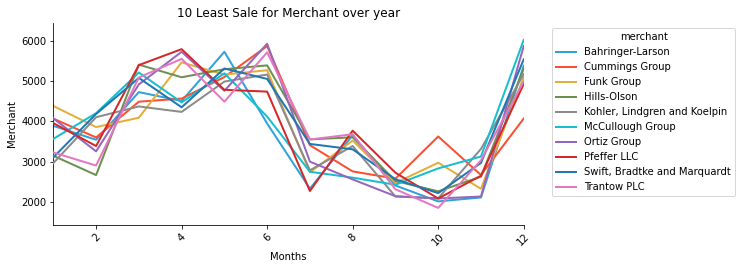 10 Least Sale for Merchant over year
Merchant
6000
5000
4000
3000
2000
2
4
6
8
10
12
Months
merchant
Bahringer-Larson
Cummings Group
Funk Group
Hills-Olson
Kohler, Lindgren and Koelpin
McCullough Group
Ortiz Group
Pfeffer LLC
Swift, Bradtke and Marquardt
Trantow PLC